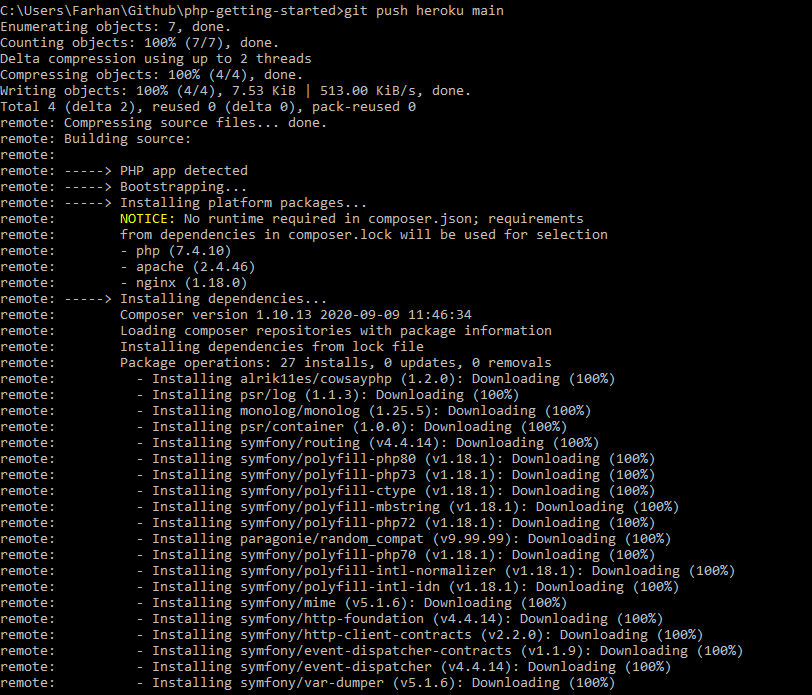 C:\Users\Farhan\Github\php-getting-started>git push heroku main
Enumerating objects: 7, done.
Counting objects: 100% (7/7), done.
Delta compression using up to 2 threads
Compressing objects: 100% (4/4), done.
Writing objects: 100% (4/4), 7.53 KiB | 513.00 KiB/s, done.
Total 4 (delta 2), reused 0 (delta 0), pack-reused 0
remote: Compressing source files... done.
remote: Building source:
remote:
remote: -----> PHP app detected
remote: -----> Bootstrapping...
remote: -----> Installing platform packages...
remote:        NOTICE: No runtime required in composer.json; requirements
remote:        from dependencies in composer.lock will be used for selection
remote:        - php (7.4.10)
remote:        - apache (2.4.46)
remote:        - nginx (1.18.0)
remote: -----> Installing dependencies...
remote:        Composer version 1.10.13 2020-09-09 11:46:34
remote:        Loading composer repositories with package information
remote:        Installing dependencies from lock file
remote:        Package operations: 27 installs, 0 updates, 0 removals
remote:          - Installing alrik11es/cowsayphp (1.2.0): Downloading (100%)
remote:          - Installing psr/log (1.1.3): Downloading (100%)
remote:          - Installing monolog/monolog (1.25.5): Downloading (100%)
remote:          - Installing psr/container (1.0.0): Downloading (100%)
remote:          - Installing symfony/routing (v4.4.14): Downloading (100%)
remote:          - Installing symfony/polyfill-php80 (v1.18.1): Downloading (100%)
remote:          - Installing symfony/polyfill-php73 (v1.18.1): Downloading (100%)
remote:          - Installing symfony/polyfill-ctype (v1.18.1): Downloading (100%)
remote:          - Installing symfony/polyfill-mbstring (v1.18.1): Downloading (100%)
remote:          - Installing symfony/polyfill-php72 (v1.18.1): Downloading (100%)
remote:          - Installing paragonie/random_compat (v9.99.99): Downloading (100%)
remote:          - Installing symfony/polyfill-php70 (v1.18.1): Downloading (100%)
remote:          - Installing symfony/polyfill-intl-normalizer (v1.18.1): Downloading (100%)
remote:          - Installing symfony/polyfill-intl-idn (v1.18.1): Downloading (100%)
remote:          - Installing symfony/mime (v5.1.6): Downloading (100%)
remote:          - Installing symfony/http-foundation (v4.4.14): Downloading (100%)
remote:          - Installing symfony/http-client-contracts (v2.2.0): Downloading (100%)
remote:          - Installing symfony/event-dispatcher-contracts (v1.1.9): Downloading (100%)
remote:          - Installing symfony/event-dispatcher (v4.4.14): Downloading (100%)
remote:          - Installing symfony/var-dumper (v5.1.6): Downloading (100%)